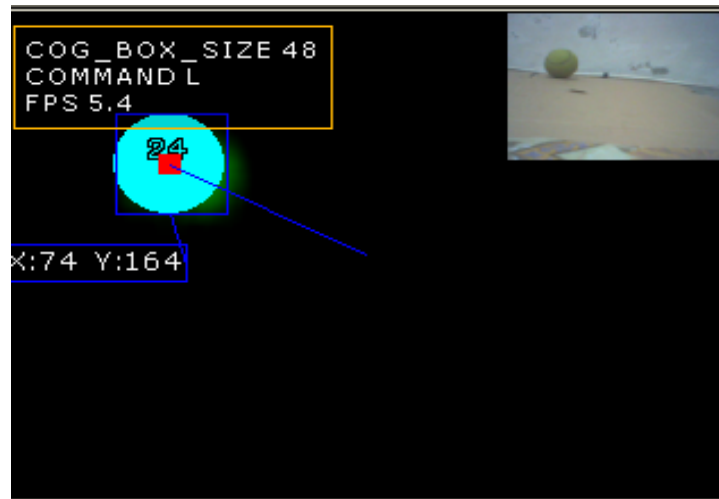 COG_BOX_SIZE 48
COMMAND L
FPS 5.4
24
X:74 Y:164